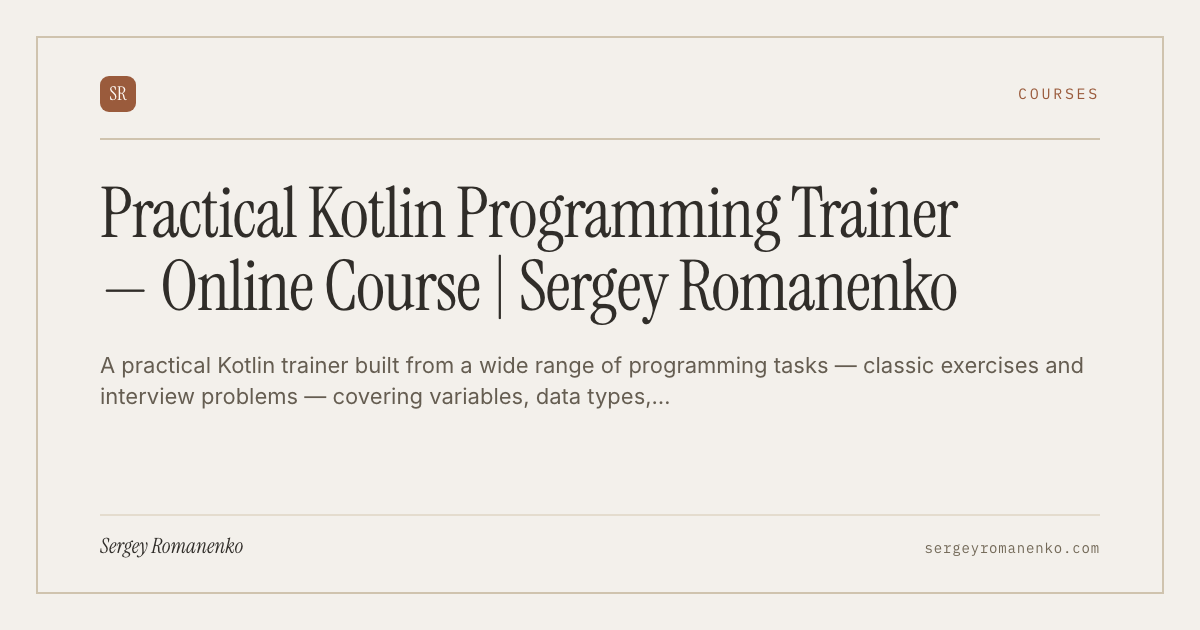 SR
COURSES
Practical Kotlin Programming Trainer
— Online Course | Sergey Romanenko
A practical Kotlin trainer built from a wide range of programming tasks — classic exercises and
interview problems — covering variables, data types,...
Sergey Romanenko
sergeyromanenko.com